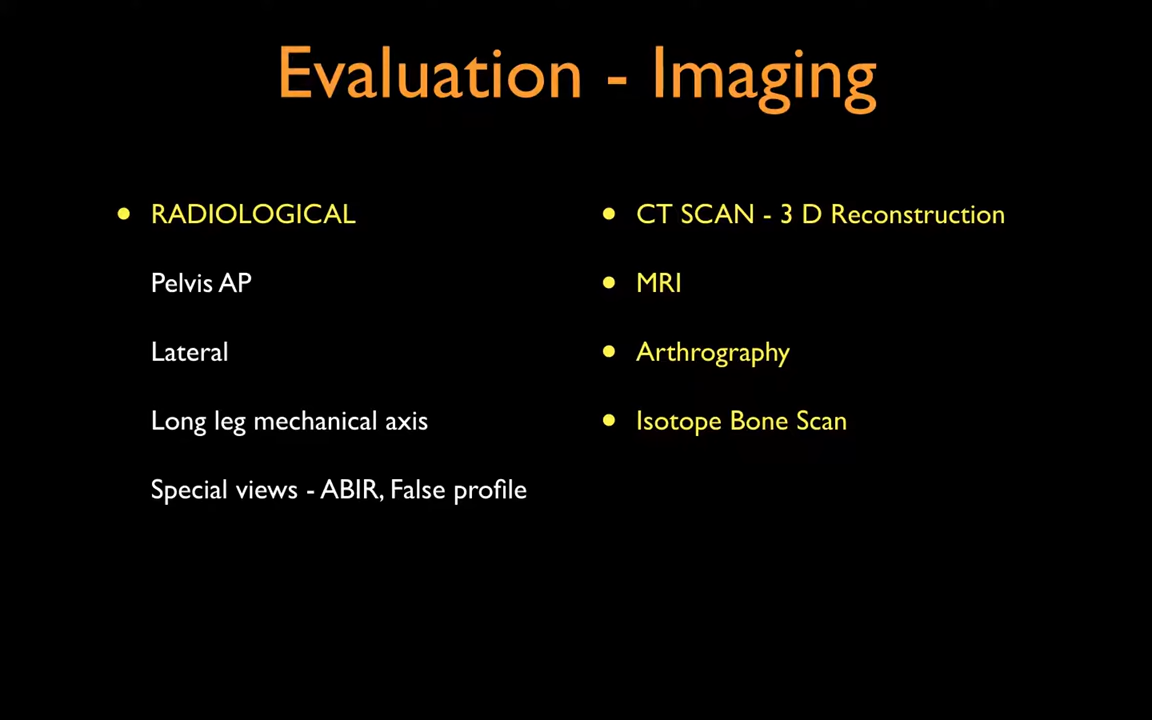 Evaluation - Imaging
• RADIOLOGICAL
Pelvis AP
Lateral
Long leg mechanical axis
Special views - ABIR, False profile
• CT SCAN - 3 D Reconstruction
• MRI
• Arthrography
• Isotope Bone Scan